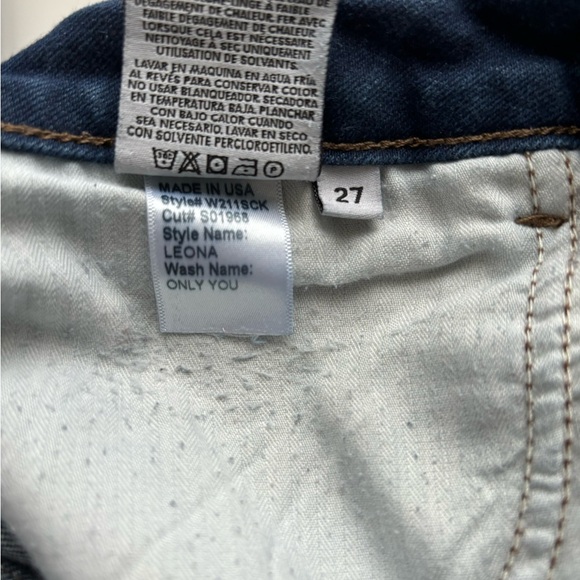 À FAIBLE
DÉGAGEMENT DE CHALEUR. FER AVEC
DÉGAGEMENT DE CHALEUR
LORSQUE CELA EST NÉCESSAIRE.
NETTOYAGE À SEC UNIQUEMENT
UTILISATION DE SOLVANTS.
LAVAR EN MAQUINA EN AGUA FRÍA
AL REVÉS PARA CONSERVAR COLOR
NO USAR BLANQUEADOR. SECADORA
EN TEMPERATURA BAJA. PLANCHAR
CON BAJO CALOR CUANDO
SEA NECESARIO. LAVAR EN SECO
CON SOLVENTE PERCLOROETILENO.
MADE IN USA
Style# W211SCK
Cut# S01968
Style Name:
LEONA
Wash Name:
ONLY YOU
27